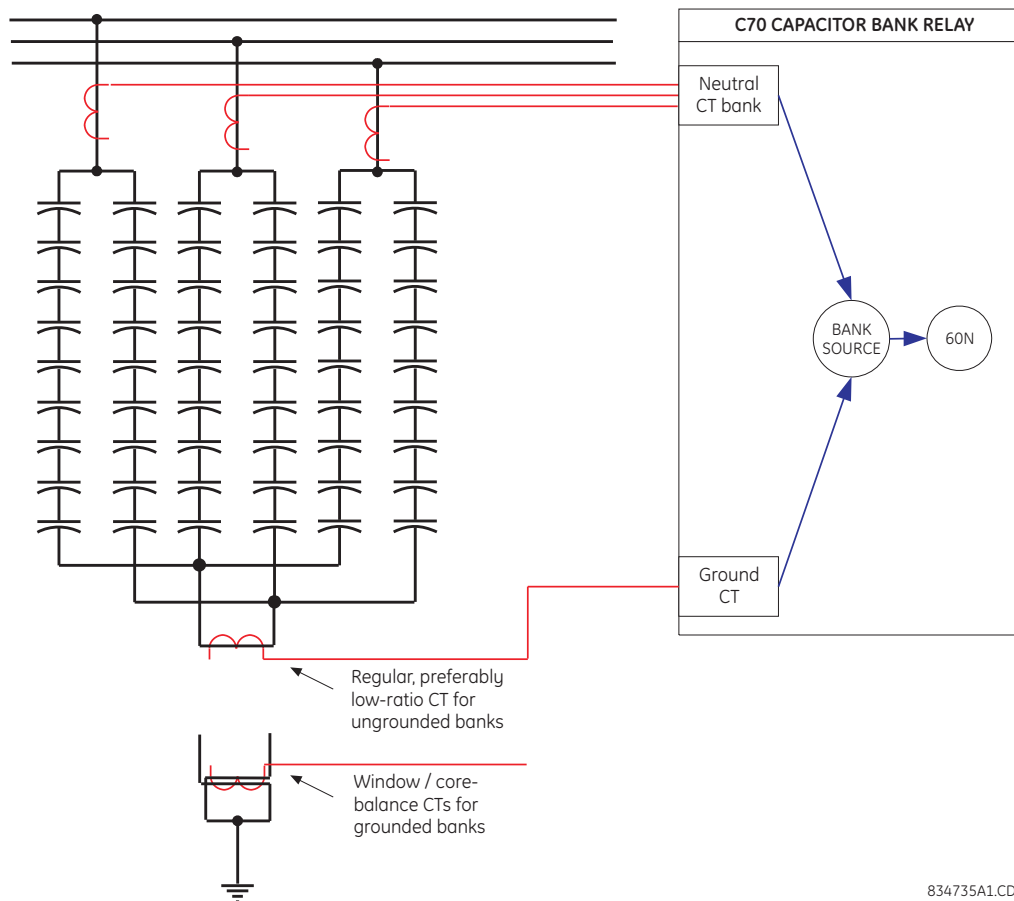 C70 CAPACITOR BANK RELAY
Neutral
CT bank
BANK
SOURCE
60N
Ground
CT
Regular, preferably
low-ratio CT for
ungrounded banks
Window / core-
balance CTs for
grounded banks
834735A1.CD